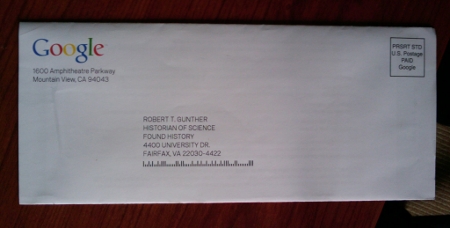 Google
1600 Amphitheatre Parkway
Mountain View, CA 94043
PRSRT STD
U.S. Postage
PAID
Google
ROBERT T. GUNTHER
HISTORIAN OF SCIENCE
FOUND HISTORY
4400 UNIVERSITY DR
FAIRFAX, VA 22030-4422